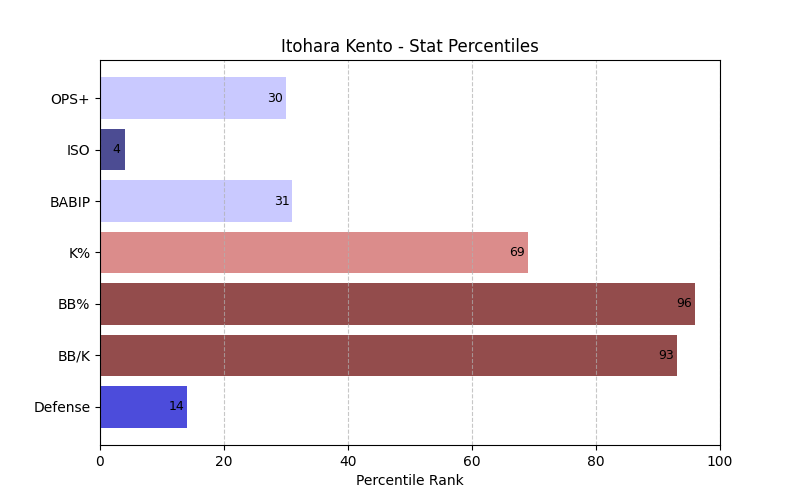 Itohara Kento - Stat Percentiles
OPS+ 30
ISO 4
BABIP 31
K% 69
BB% 96
BB/K 93
Defense 14
0 20 40 60 80 100
Percentile Rank